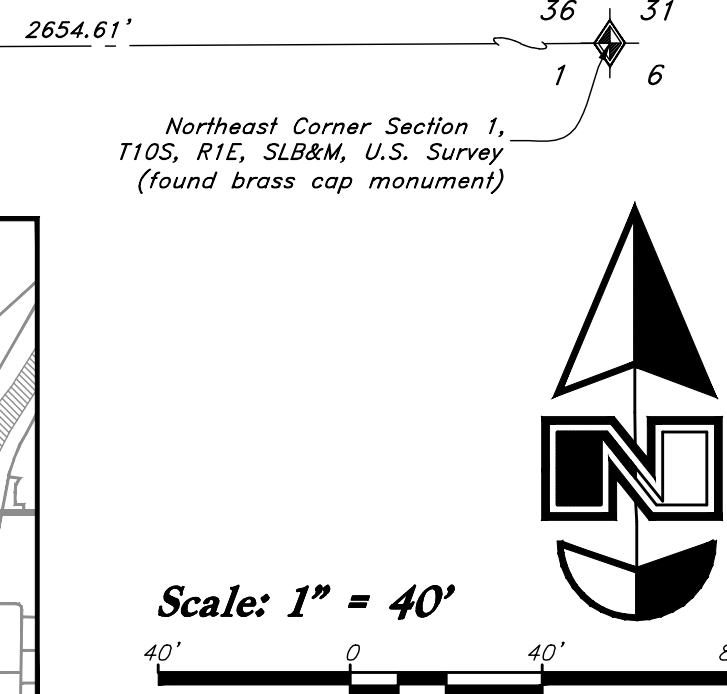 36 31
2654.61'
1 6
Northeast Corner Section 1,
T10S, R1E, SLB&M, U.S. Survey
(found brass cap monument)
N
Scale: 1" = 40'
40' 0 40'